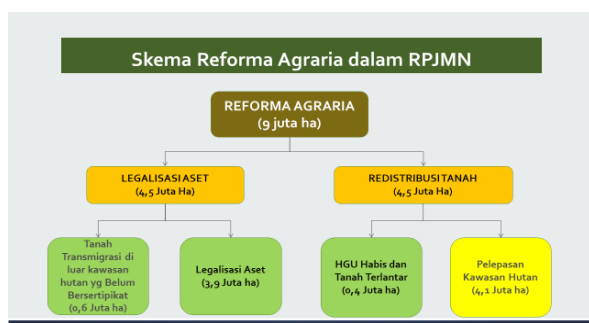 Skema Reforma Agraria dalam RPJMN
REFORMA AGRARIA
(9 juta ha)
LEGALISASI ASET
(4,5 Juta Ha)
REDISTRIBUSI TANAH
(4,5 Juta Ha)
Tanah
Transmigrasi di
luar kawasan
hutan yg Belum
Bersertipikat
(0,6 Juta ha)
Legalisasi Aset
(3,9 Juta ha)
HGU Habis dan
Tanah Terlantar
(0,4 Juta ha)
Pelepasan
Kawasan Hutan
(4,1 Juta ha)